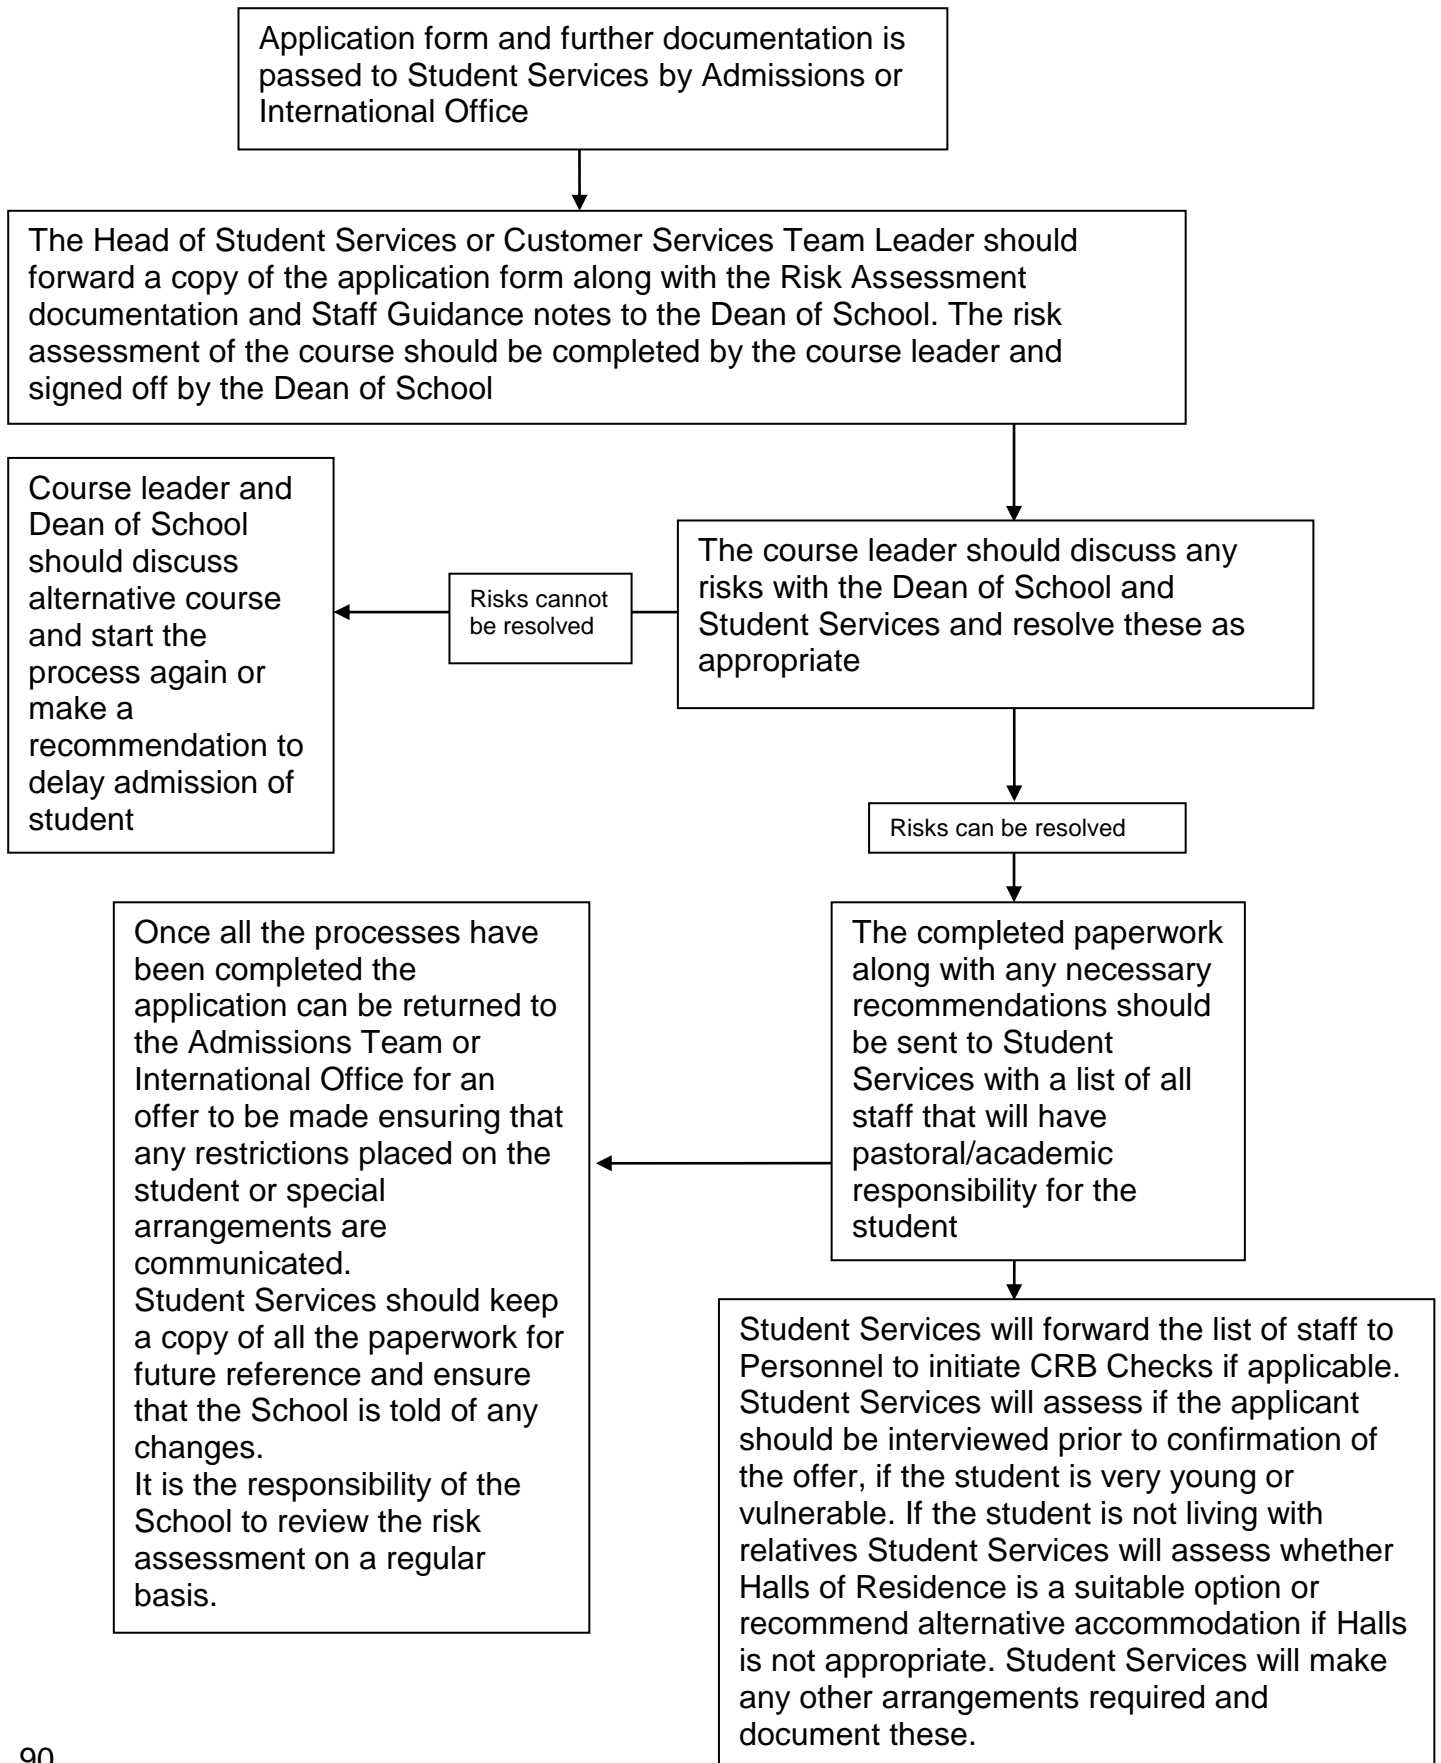 Application form and further documentation is
passed to Student Services by Admissions or
International Office
The Head of Student Services or Customer Services Team Leader should
forward a copy of the application form along with the Risk Assessment
documentation and Staff Guidance notes to the Dean of School. The risk
assessment of the course should be completed by the course leader and
signed off by the Dean of School
Course leader and
Dean of School
should discuss
alternative course
and start the
process again or
make a
recommendation to
delay admission of
student
Risks cannot
be resolved
The course leader should discuss any
risks with the Dean of School and
Student Services and resolve these as
appropriate
Risks can be resolved
Once all the processes have
been completed the
application can be returned to
the Admissions Team or
International Office for an
offer to be made ensuring that
any restrictions placed on the
student or special
arrangements are
communicated.
Student Services should keep
a copy of all the paperwork for
future reference and ensure
that the School is told of any
changes.
It is the responsibility of the
School to review the risk
assessment on a regular
basis.
The completed paperwork
along with any necessary
recommendations should
be sent to Student
Services with a list of all
staff that will have
pastoral/academic
responsibility for the
student
Student Services will forward the list of staff to
Personnel to initiate CRB Checks if applicable.
Student Services will assess if the applicant
should be interviewed prior to confirmation of
the offer, if the student is very young or
vulnerable. If the student is not living with
relatives Student Services will assess whether
Halls of Residence is a suitable option or
recommend alternative accommodation if Halls
is not appropriate. Student Services will make
any other arrangements required and
document these.
90